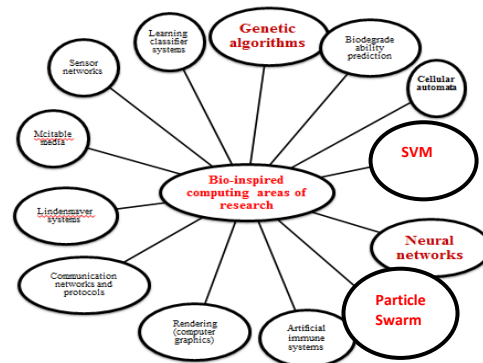 Genetic
algorithms
Learning
classifier
systems
Biodegrade
ability
prediction
Sensor
networks
Cellular
automata
Mcitable
media
SVM
Bio-inspired
computing areas of
research
Lindenmaver
systems
Neural
networks
Communication
networks and
protocols
Particle
Swarm
Rendering
(computer
graphics)
Artificial
immune
systems